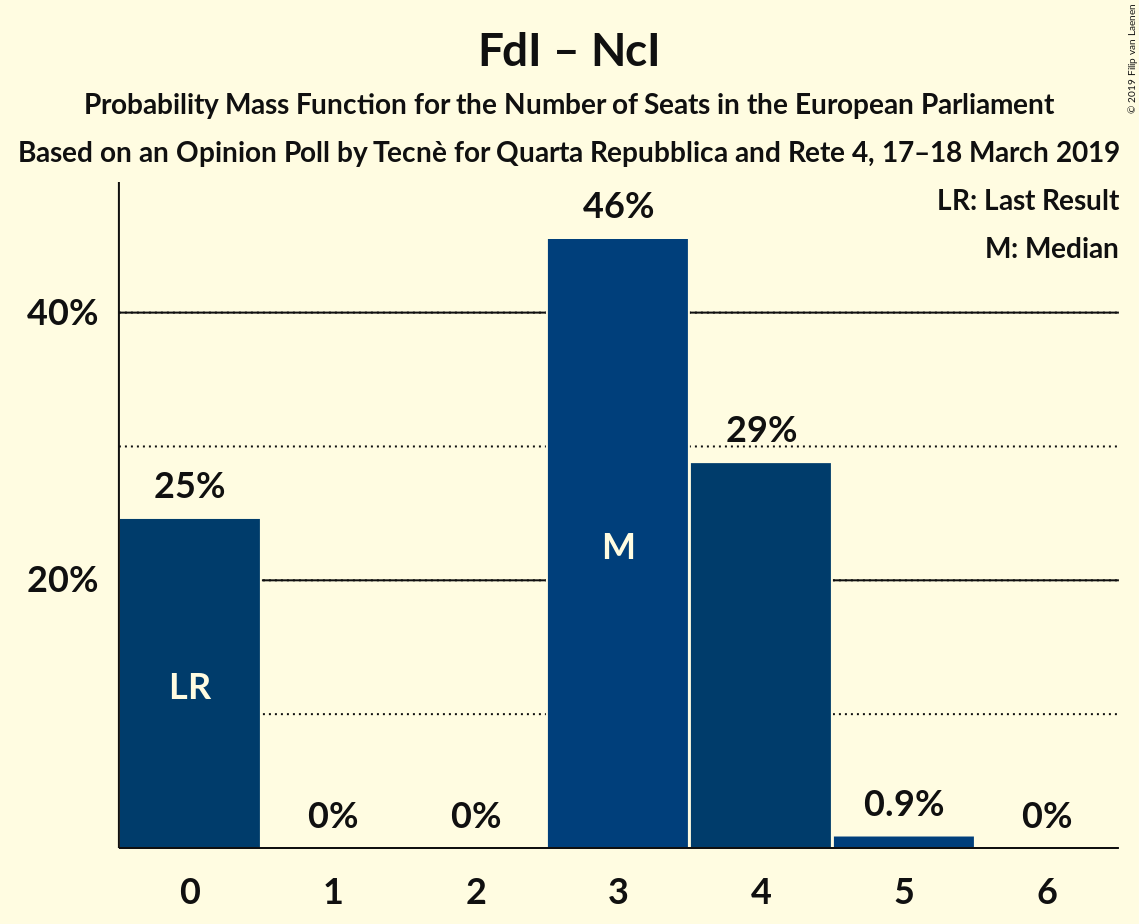 FdI – NcI
Probability Mass Function for the Number of Seats in the European Parliament
Based on an Opinion Poll by Tecnè for Quarta Repubblica and Rete 4, 17–18 March 2019
© 2019 Filip van Laenen
LR: Last Result
M: Median
46%
40%
29%
25%
M
20%
LR
0% 0% 0.9% 0%
0 1 2 3 4 5 6